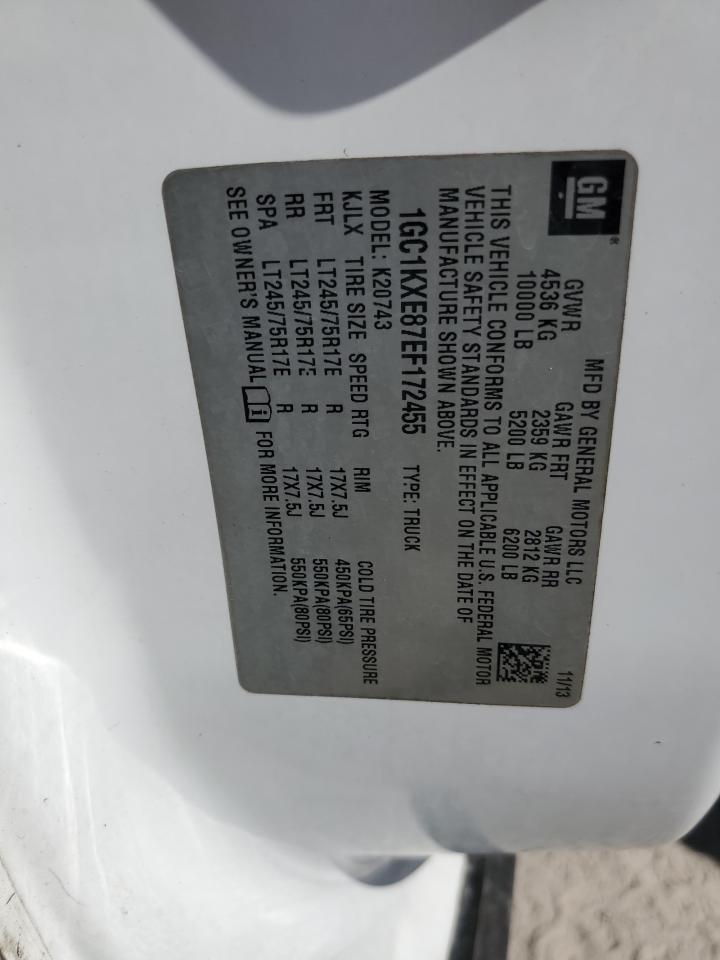 GM®
MFD BY GENERAL MOTORS LLC 11/13
GVWR GAWR FRT GAWR RR
4536 KG 2359 KG 2812 KG
10000 LB 5200 LB 6200 LB
THIS VEHICLE CONFORMS TO ALL APPLICABLE U.S. FEDERAL MOTOR
VEHICLE SAFETY STANDARDS IN EFFECT ON THE DATE OF
MANUFACTURE SHOWN ABOVE.
1GC1KXE87EF172455 TYPE: TRUCK
MODEL: K20743
KJLX TIRE SIZE SPEED RTG RIM COLD TIRE PRESSURE
FRT LT245/75R17E R 17X7.5J 450KPA(65PSI)
RR LT245/75R17E R 17X7.5J 550KPA(80PSI)
SPA LT245/75R17E R 17X7.5J 550KPA(80PSI)
SEE OWNER'S MANUAL i FOR MORE INFORMATION.